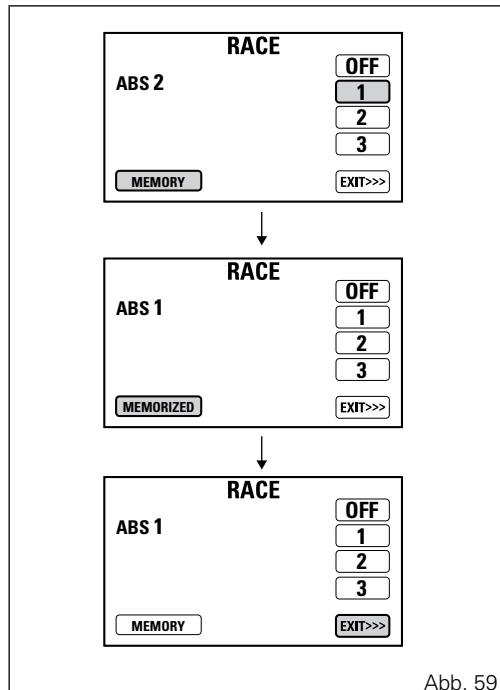 RACE
ABS 2
OFF
1
2
3
MEMORY
EXIT>>>
RACE
ABS 1
OFF
1
2
3
MEMORIZED
EXIT>>>
RACE
ABS 1
OFF
1
2
3
MEMORY
EXIT>>>
Abb. 59